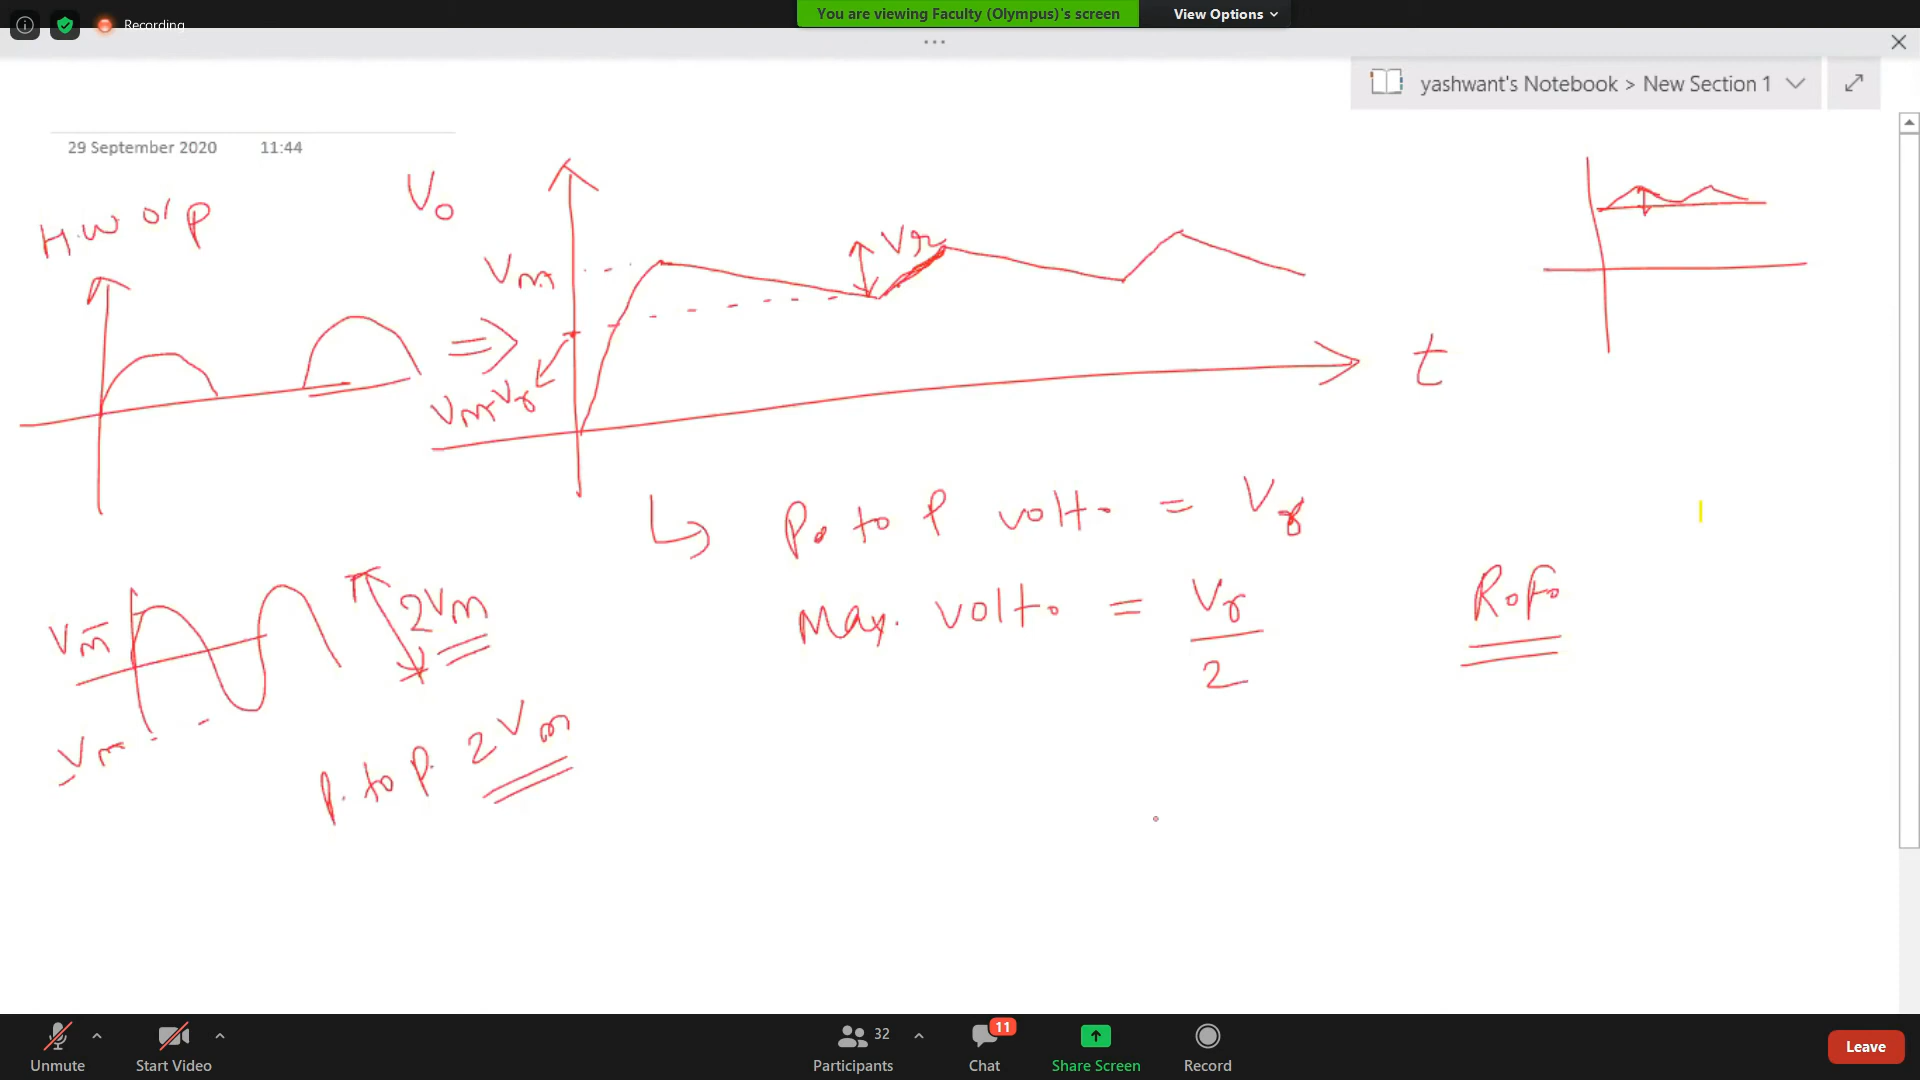 Recording
You are viewing Faculty (Olympus)'s screen
View Options
yashwant's Notebook > New Section 1
29 September 2020 11:44
H.W o/p
Vo
Vm
Vr
Vm-Vr
t
P. to P volt. = Vr
Max. volt. = Vr/2
R.F.
Vm
2Vm
-Vm
P. to P. 2Vm
Unmute
Start Video
32
Participants
11
Chat
Share Screen
Record
Leave